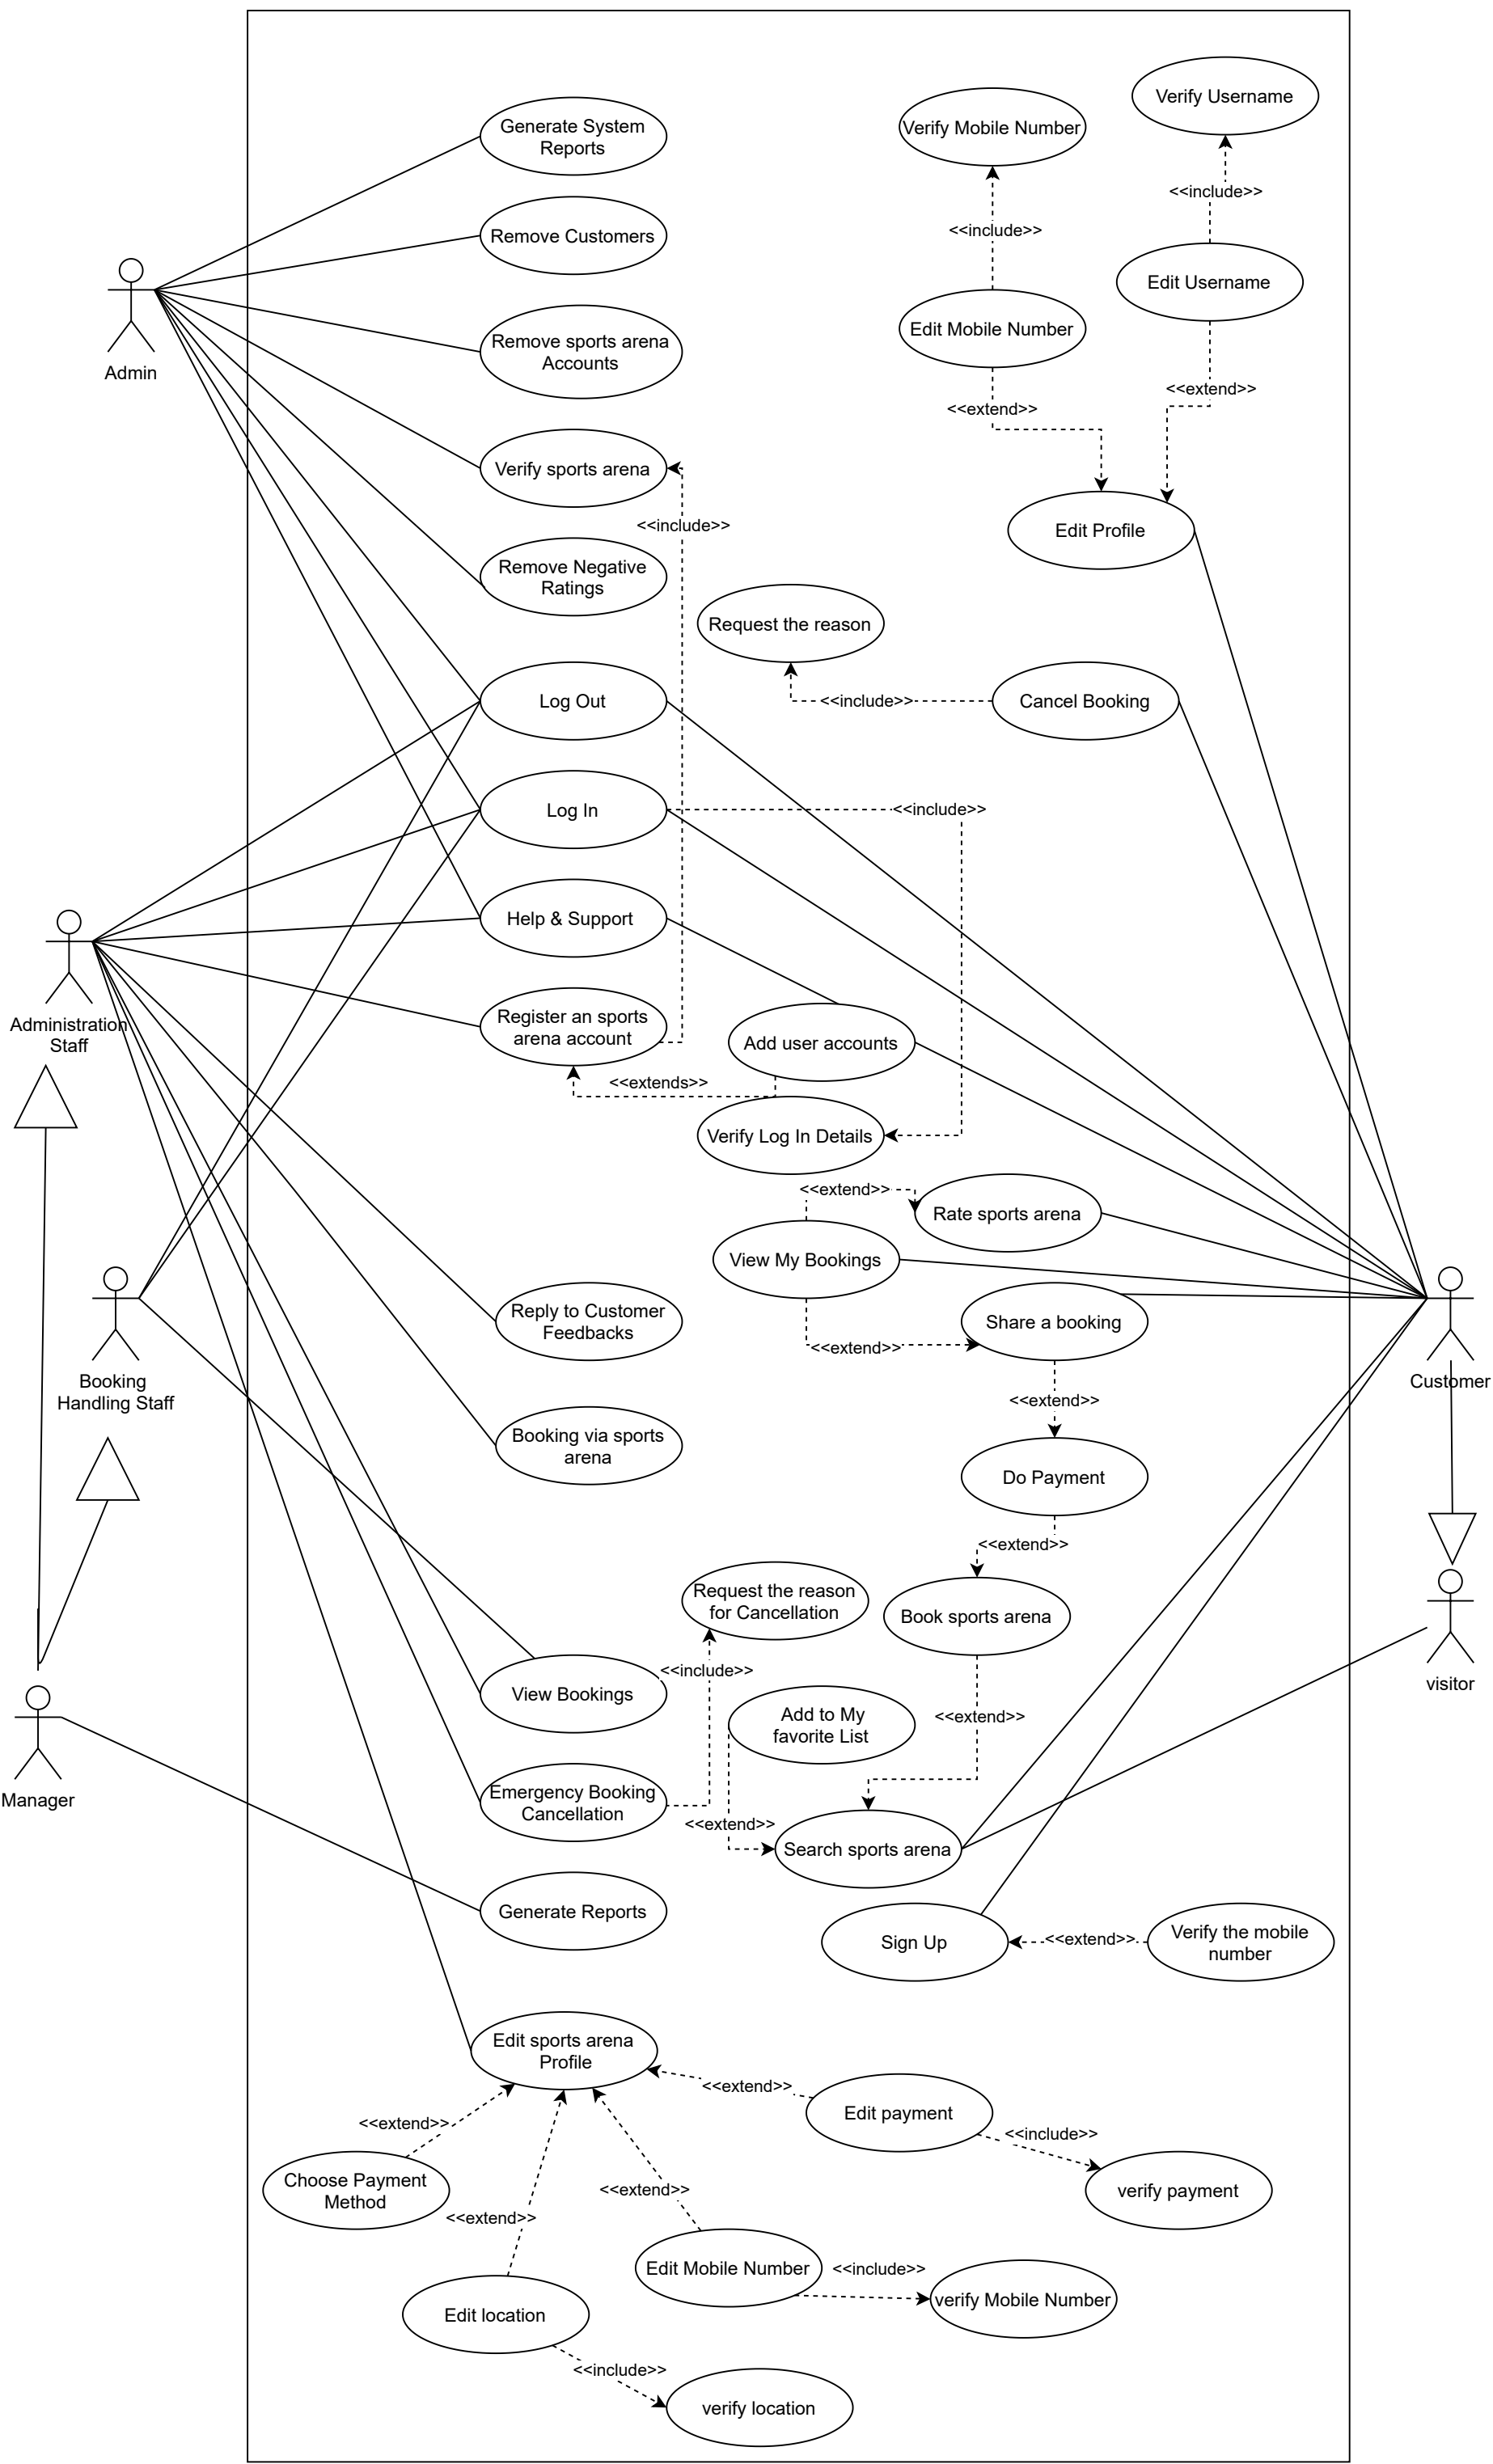 Verify Username
Verify Mobile Number
Generate System
Reports
<<include>>
<<include>>
Remove Customers
Edit Username
Edit Mobile Number
Remove sports arena
Accounts
Admin
<<extend>>
<<extend>>
Verify sports arena
<<include>>
Edit Profile
Remove Negative
Ratings
Request the reason
Log Out
<<include>>
Cancel Booking
Log In
<<include>>
Help & Support
Register an sports
arena account
Administration
Staff
Add user accounts
<<extends>>
Verify Log In Details
<<extend>>
Rate sports arena
View My Bookings
Reply to Customer
Feedbacks
Share a booking
<<extend>>
Booking
Handling Staff
Customer
<<extend>>
Booking via sports
arena
Do Payment
<<extend>>
Request the reason
for Cancellation
Book sports arena
<<include>>
View Bookings
visitor
Add to My
favorite List
<<extend>>
Manager
Emergency Booking
Cancellation
<<extend>>
Search sports arena
Generate Reports
Sign Up
<<extend>>
Verify the mobile
number
Edit sports arena
Profile
<<extend>>
Edit payment
<<extend>>
<<include>>
Choose Payment
Method
<<extend>>
verify payment
<<extend>>
Edit Mobile Number
<<include>>
verify Mobile Number
Edit location
<<include>>
verify location